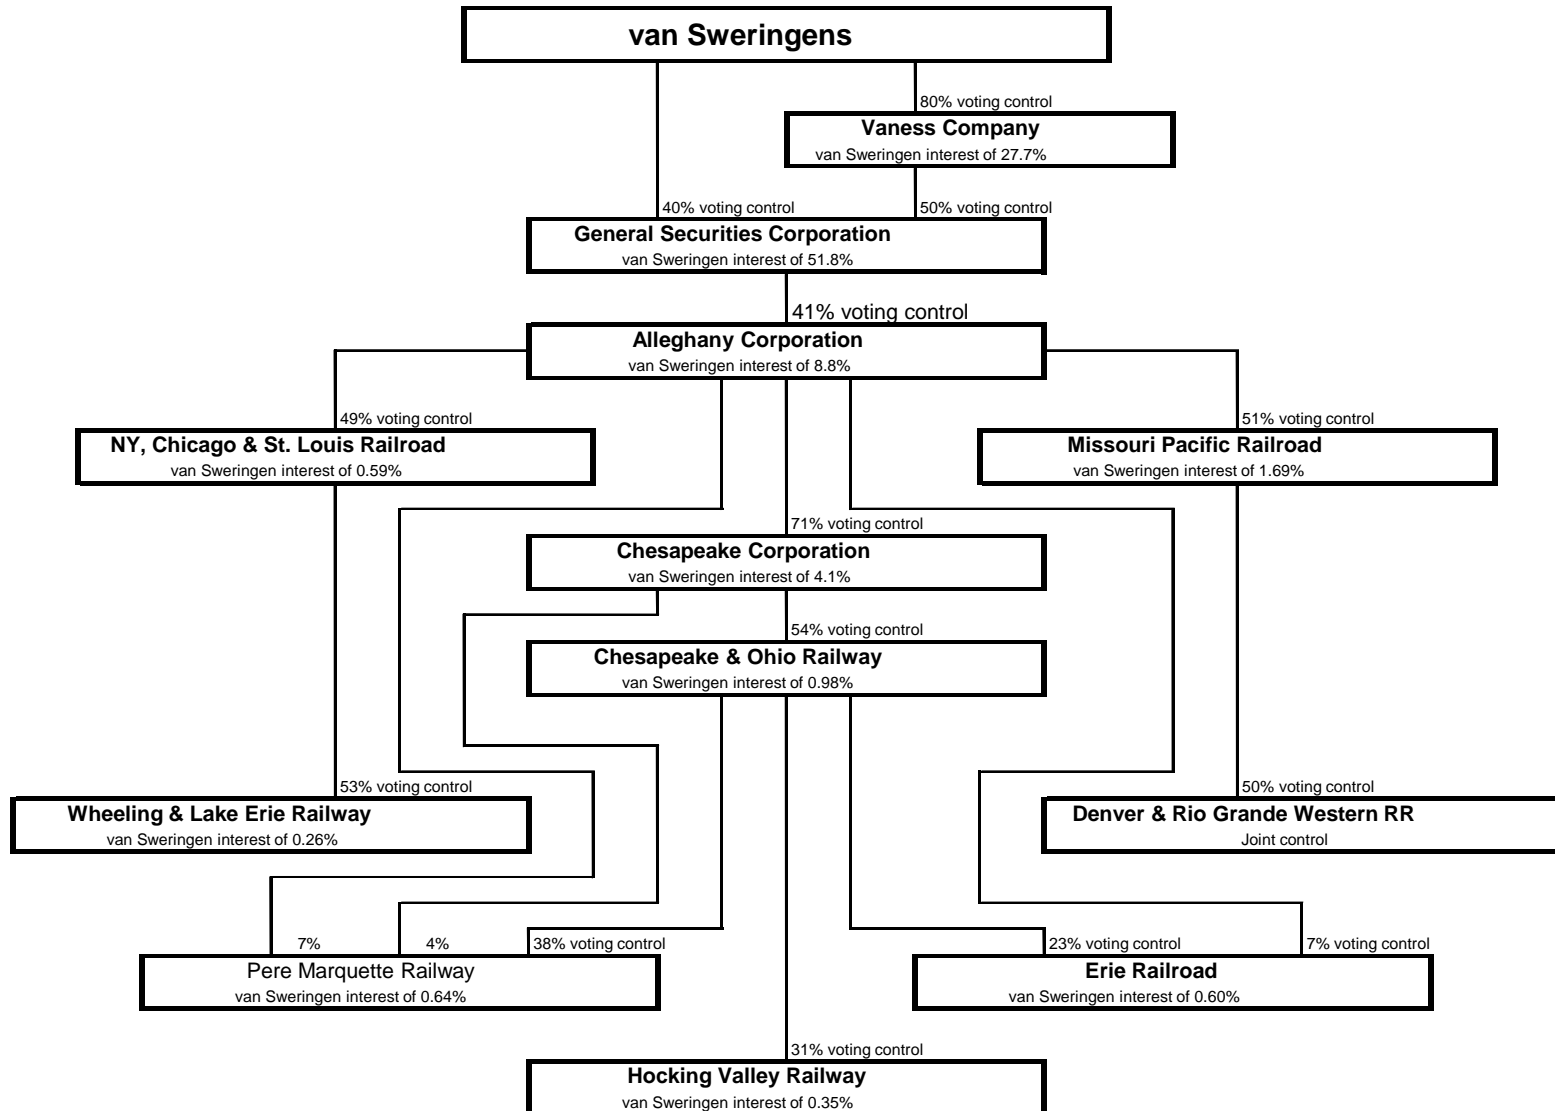 van Sweringens
80% voting control
Vaness Company
van Sweringen interest of 27.7%
40% voting control
50% voting control
General Securities Corporation
van Sweringen interest of 51.8%
41% voting control
Alleghany Corporation
van Sweringen interest of 8.8%
49% voting control
51% voting control
NY, Chicago & St. Louis Railroad
van Sweringen interest of 0.59%
Missouri Pacific Railroad
van Sweringen interest of 1.69%
71% voting control
Chesapeake Corporation
van Sweringen interest of 4.1%
54% voting control
Chesapeake & Ohio Railway
van Sweringen interest of 0.98%
53% voting control
50% voting control
Wheeling & Lake Erie Railway
van Sweringen interest of 0.26%
Denver & Rio Grande Western RR
Joint control
7%
4%
38% voting control
23% voting control
7% voting control
Pere Marquette Railway
van Sweringen interest of 0.64%
Erie Railroad
van Sweringen interest of 0.60%
31% voting control
Hocking Valley Railway
van Sweringen interest of 0.35%